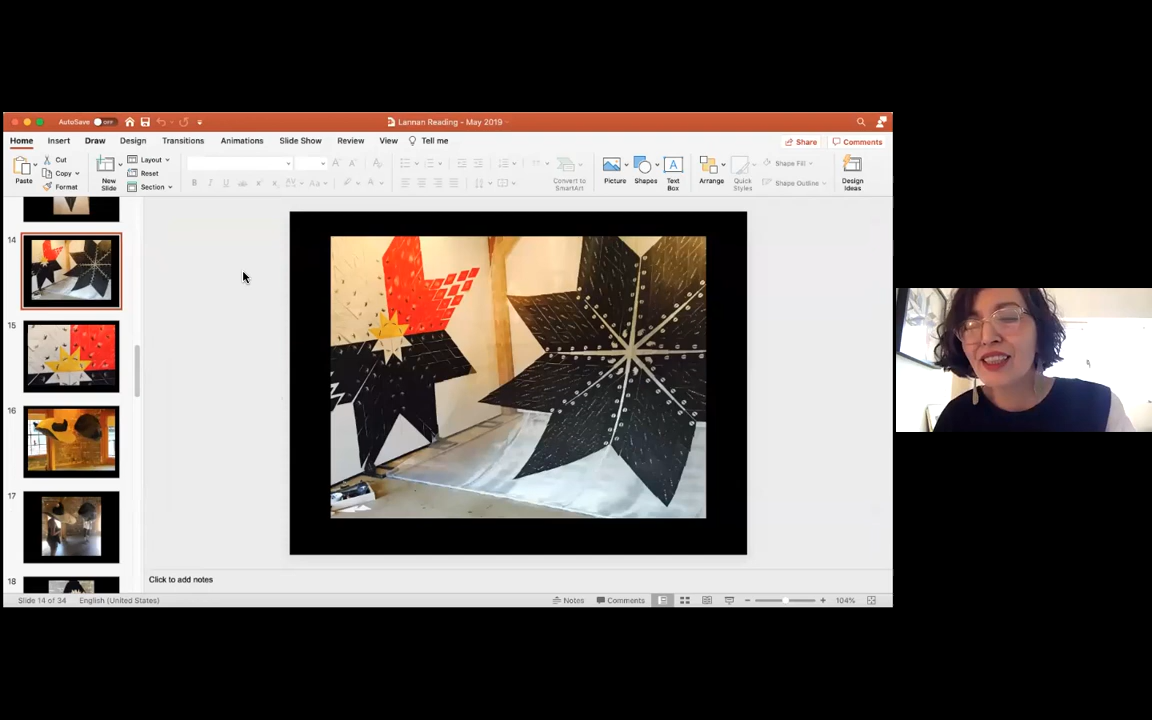 AutoSave OFF
Lannan Reading - May 2019
Home Insert Draw Design Transitions Animations Slide Show Review View Tell me
Share Comments
Paste
Cut
Copy
Format
New Slide
Layout
Reset
Section
Convert to SmartArt
Picture
Shapes
Text Box
Arrange
Quick Styles
Shape Fill
Shape Outline
Design Ideas
14
15
16
17
18
Click to add notes
Slide 14 of 34 English (United States) Notes Comments 104%